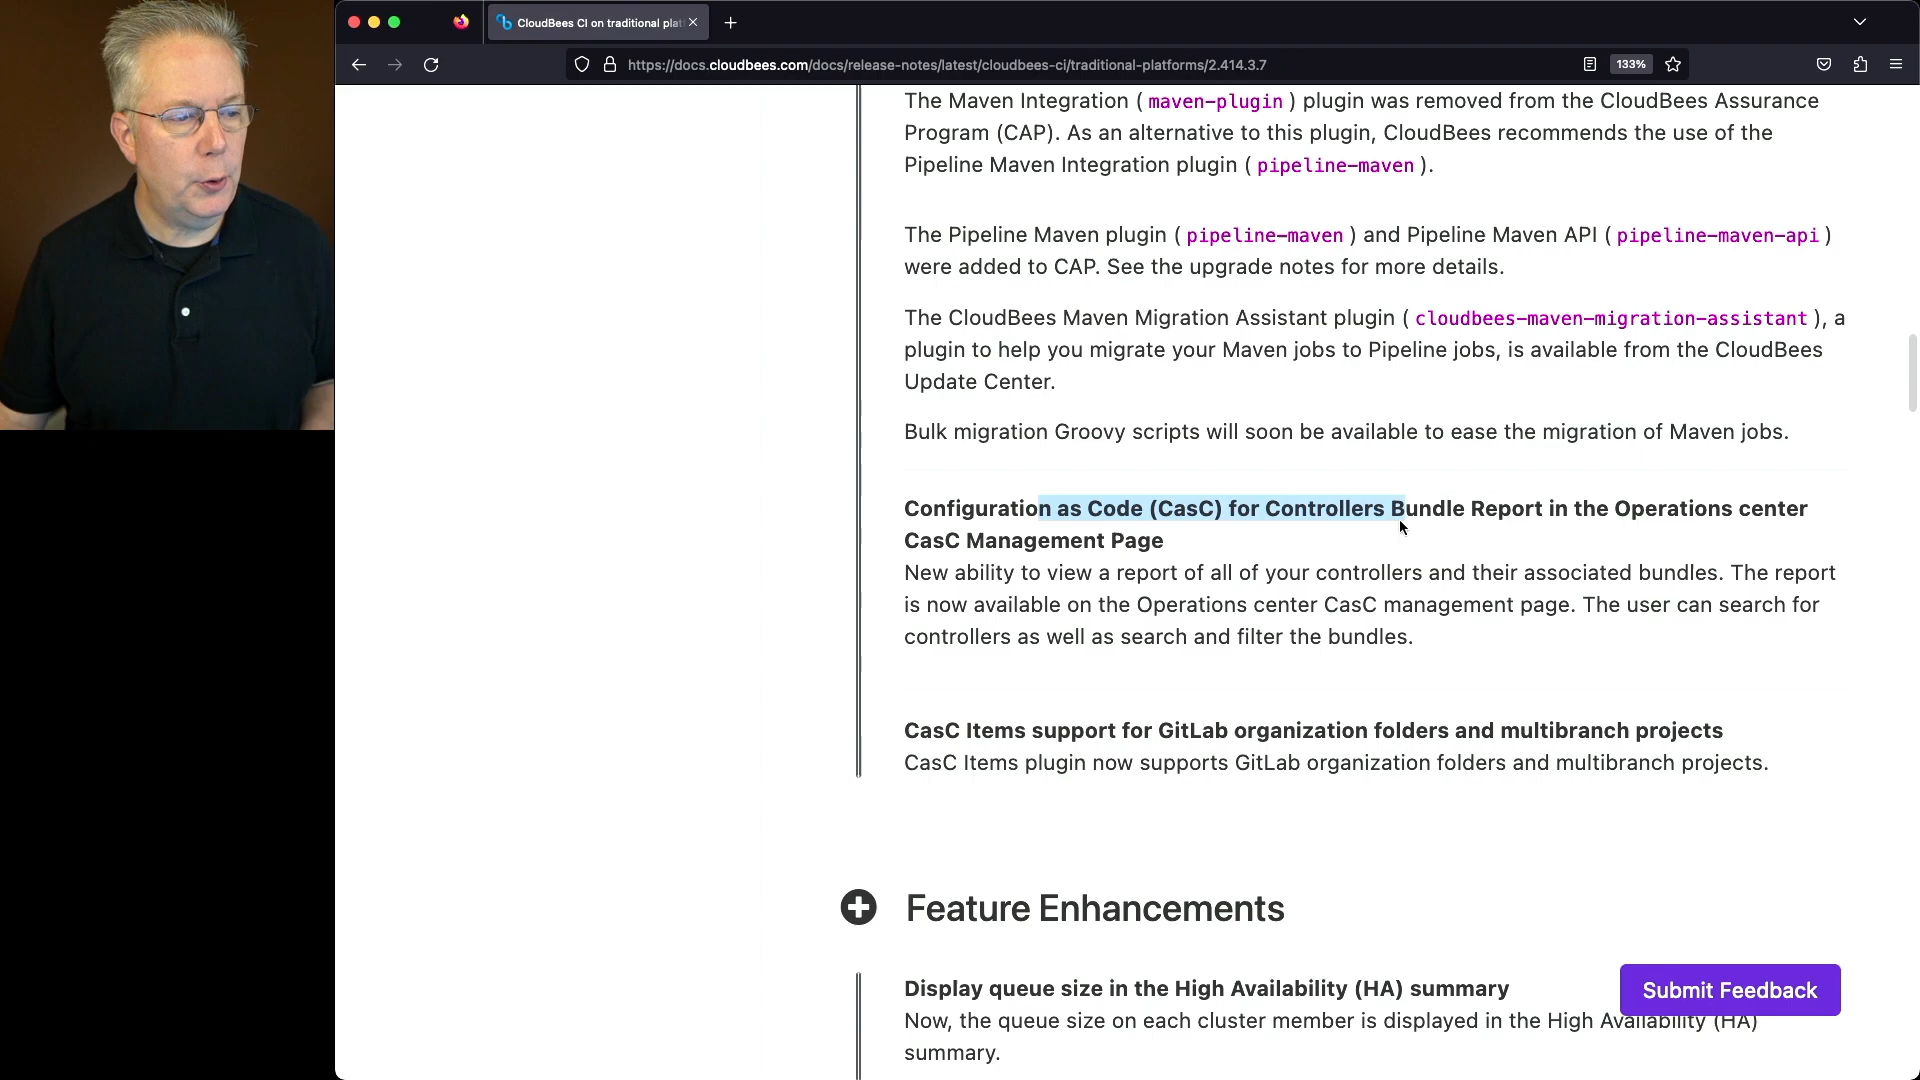 CloudBees CI on traditional plat
https://docs.cloudbees.com/docs/release-notes/latest/cloudbees-ci/traditional-platforms/2.414.3.7
133%
The Maven Integration ( maven-plugin ) plugin was removed from the CloudBees Assurance
Program (CAP). As an alternative to this plugin, CloudBees recommends the use of the
Pipeline Maven Integration plugin ( pipeline-maven ).
The Pipeline Maven plugin ( pipeline-maven ) and Pipeline Maven API ( pipeline-maven-api )
were added to CAP. See the upgrade notes for more details.
The CloudBees Maven Migration Assistant plugin ( cloudbees-maven-migration-assistant ), a
plugin to help you migrate your Maven jobs to Pipeline jobs, is available from the CloudBees
Update Center.
Bulk migration Groovy scripts will soon be available to ease the migration of Maven jobs.
Configuration as Code (CasC) for Controllers Bundle Report in the Operations center
CasC Management Page
New ability to view a report of all of your controllers and their associated bundles. The report
is now available on the Operations center CasC management page. The user can search for
controllers as well as search and filter the bundles.
CasC Items support for GitLab organization folders and multibranch projects
CasC Items plugin now supports GitLab organization folders and multibranch projects.
Feature Enhancements
Display queue size in the High Availability (HA) summary
Now, the queue size on each cluster member is displayed in the High Availability (HA)
summary.
Submit Feedback